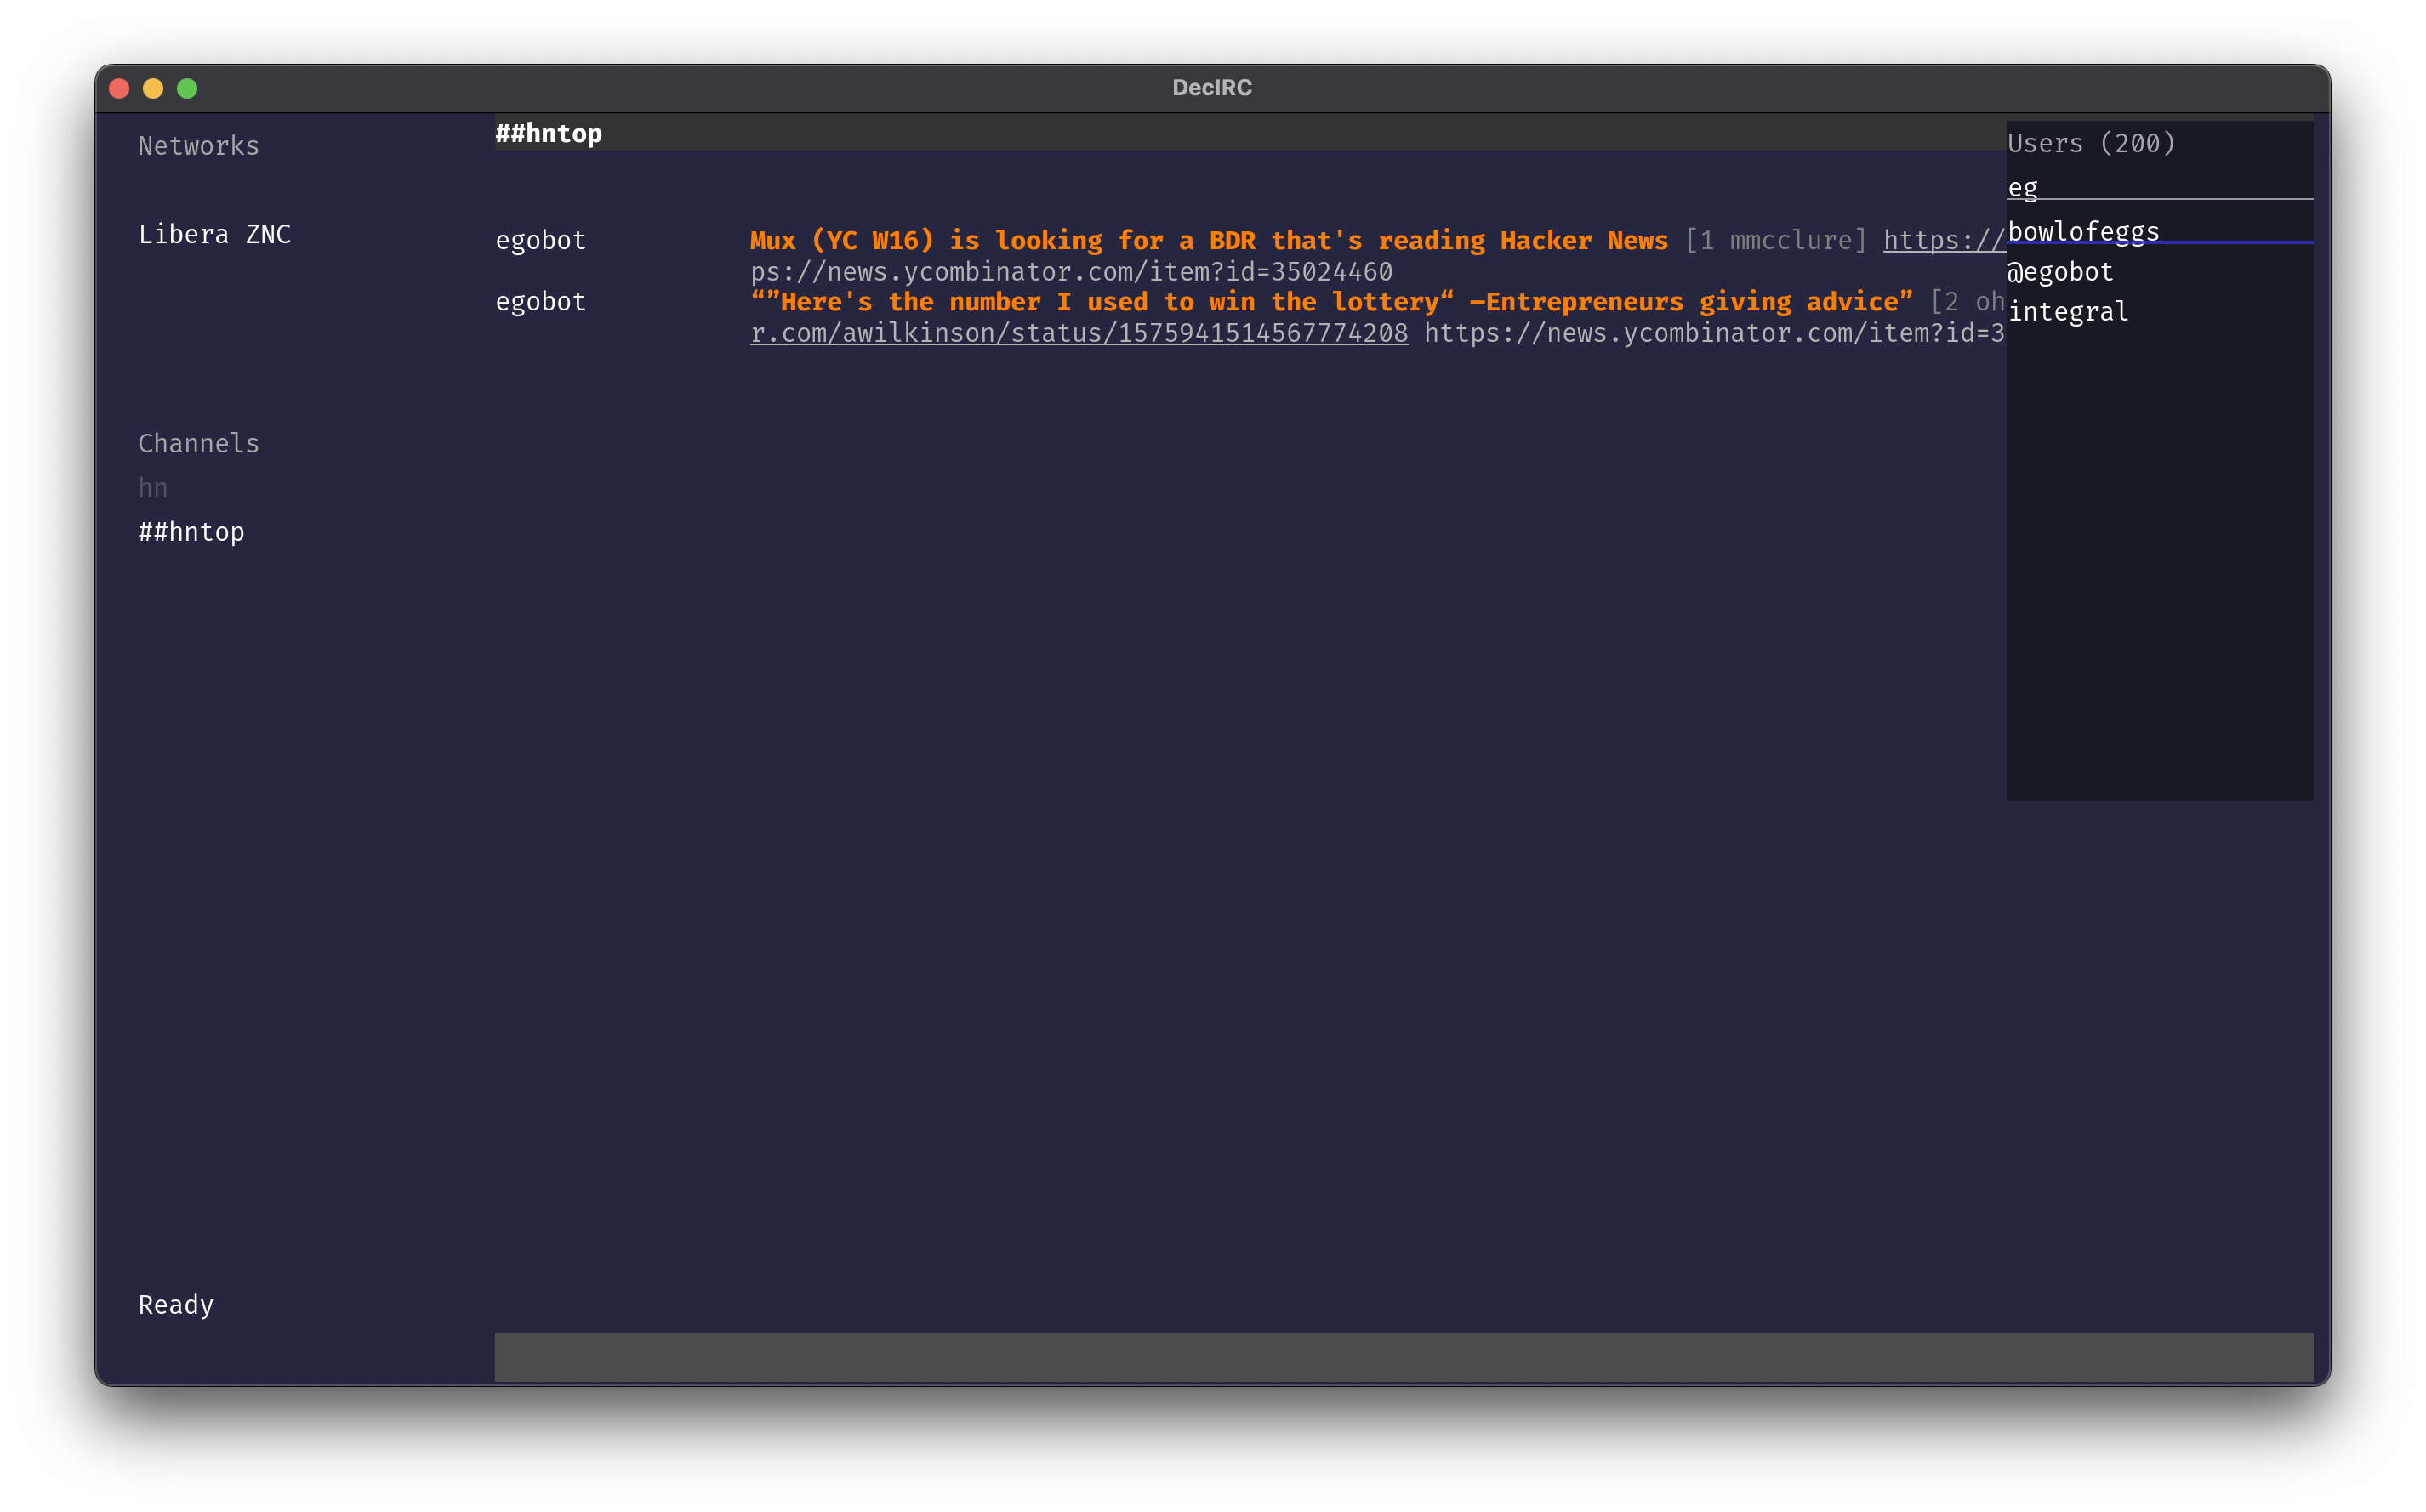 DecIRC
Networks
Libera ZNC
Channels
hn
##hntop
Ready
##hntop
egobot Mux (YC W16) is looking for a BDR that's reading Hacker News [1 mmcclure] https://
ps://news.ycombinator.com/item?id=35024460
egobot “”Here's the number I used to win the lottery“ –Entrepreneurs giving advice” [2 oh
r.com/awilkinson/status/1575941514567774208 https://news.ycombinator.com/item?id=3
Users (200)
eg
bowlofeggs
@egobot
integral